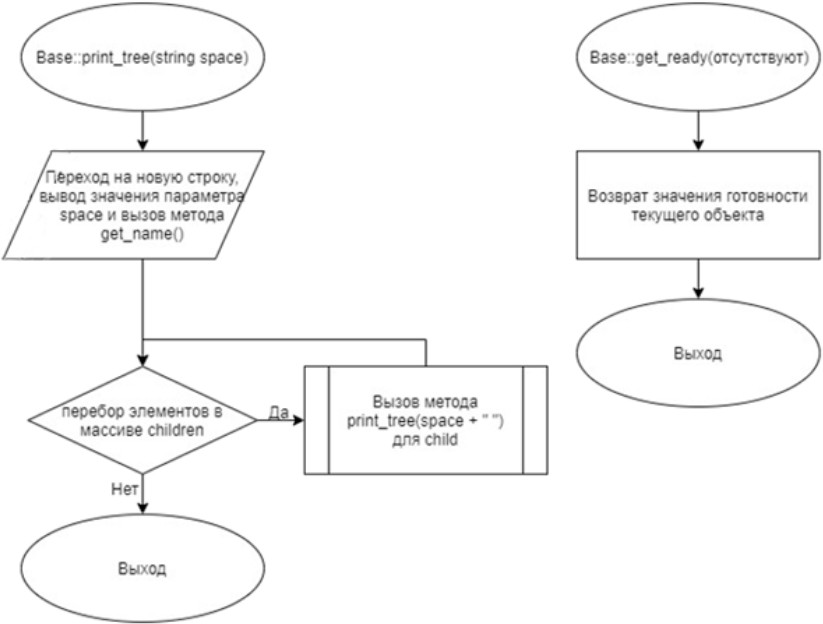 Base::print_tree(string space)
Переход на новую строку,
вывод значения параметра
space и вызов метода
get_name()
перебор элементов в
массиве children
Да
Вызов метода
print_tree(space + " ")
для child
Нет
Выход
Base::get_ready(отсутствуют)
Возврат значения готовности
текущего объекта
Выход